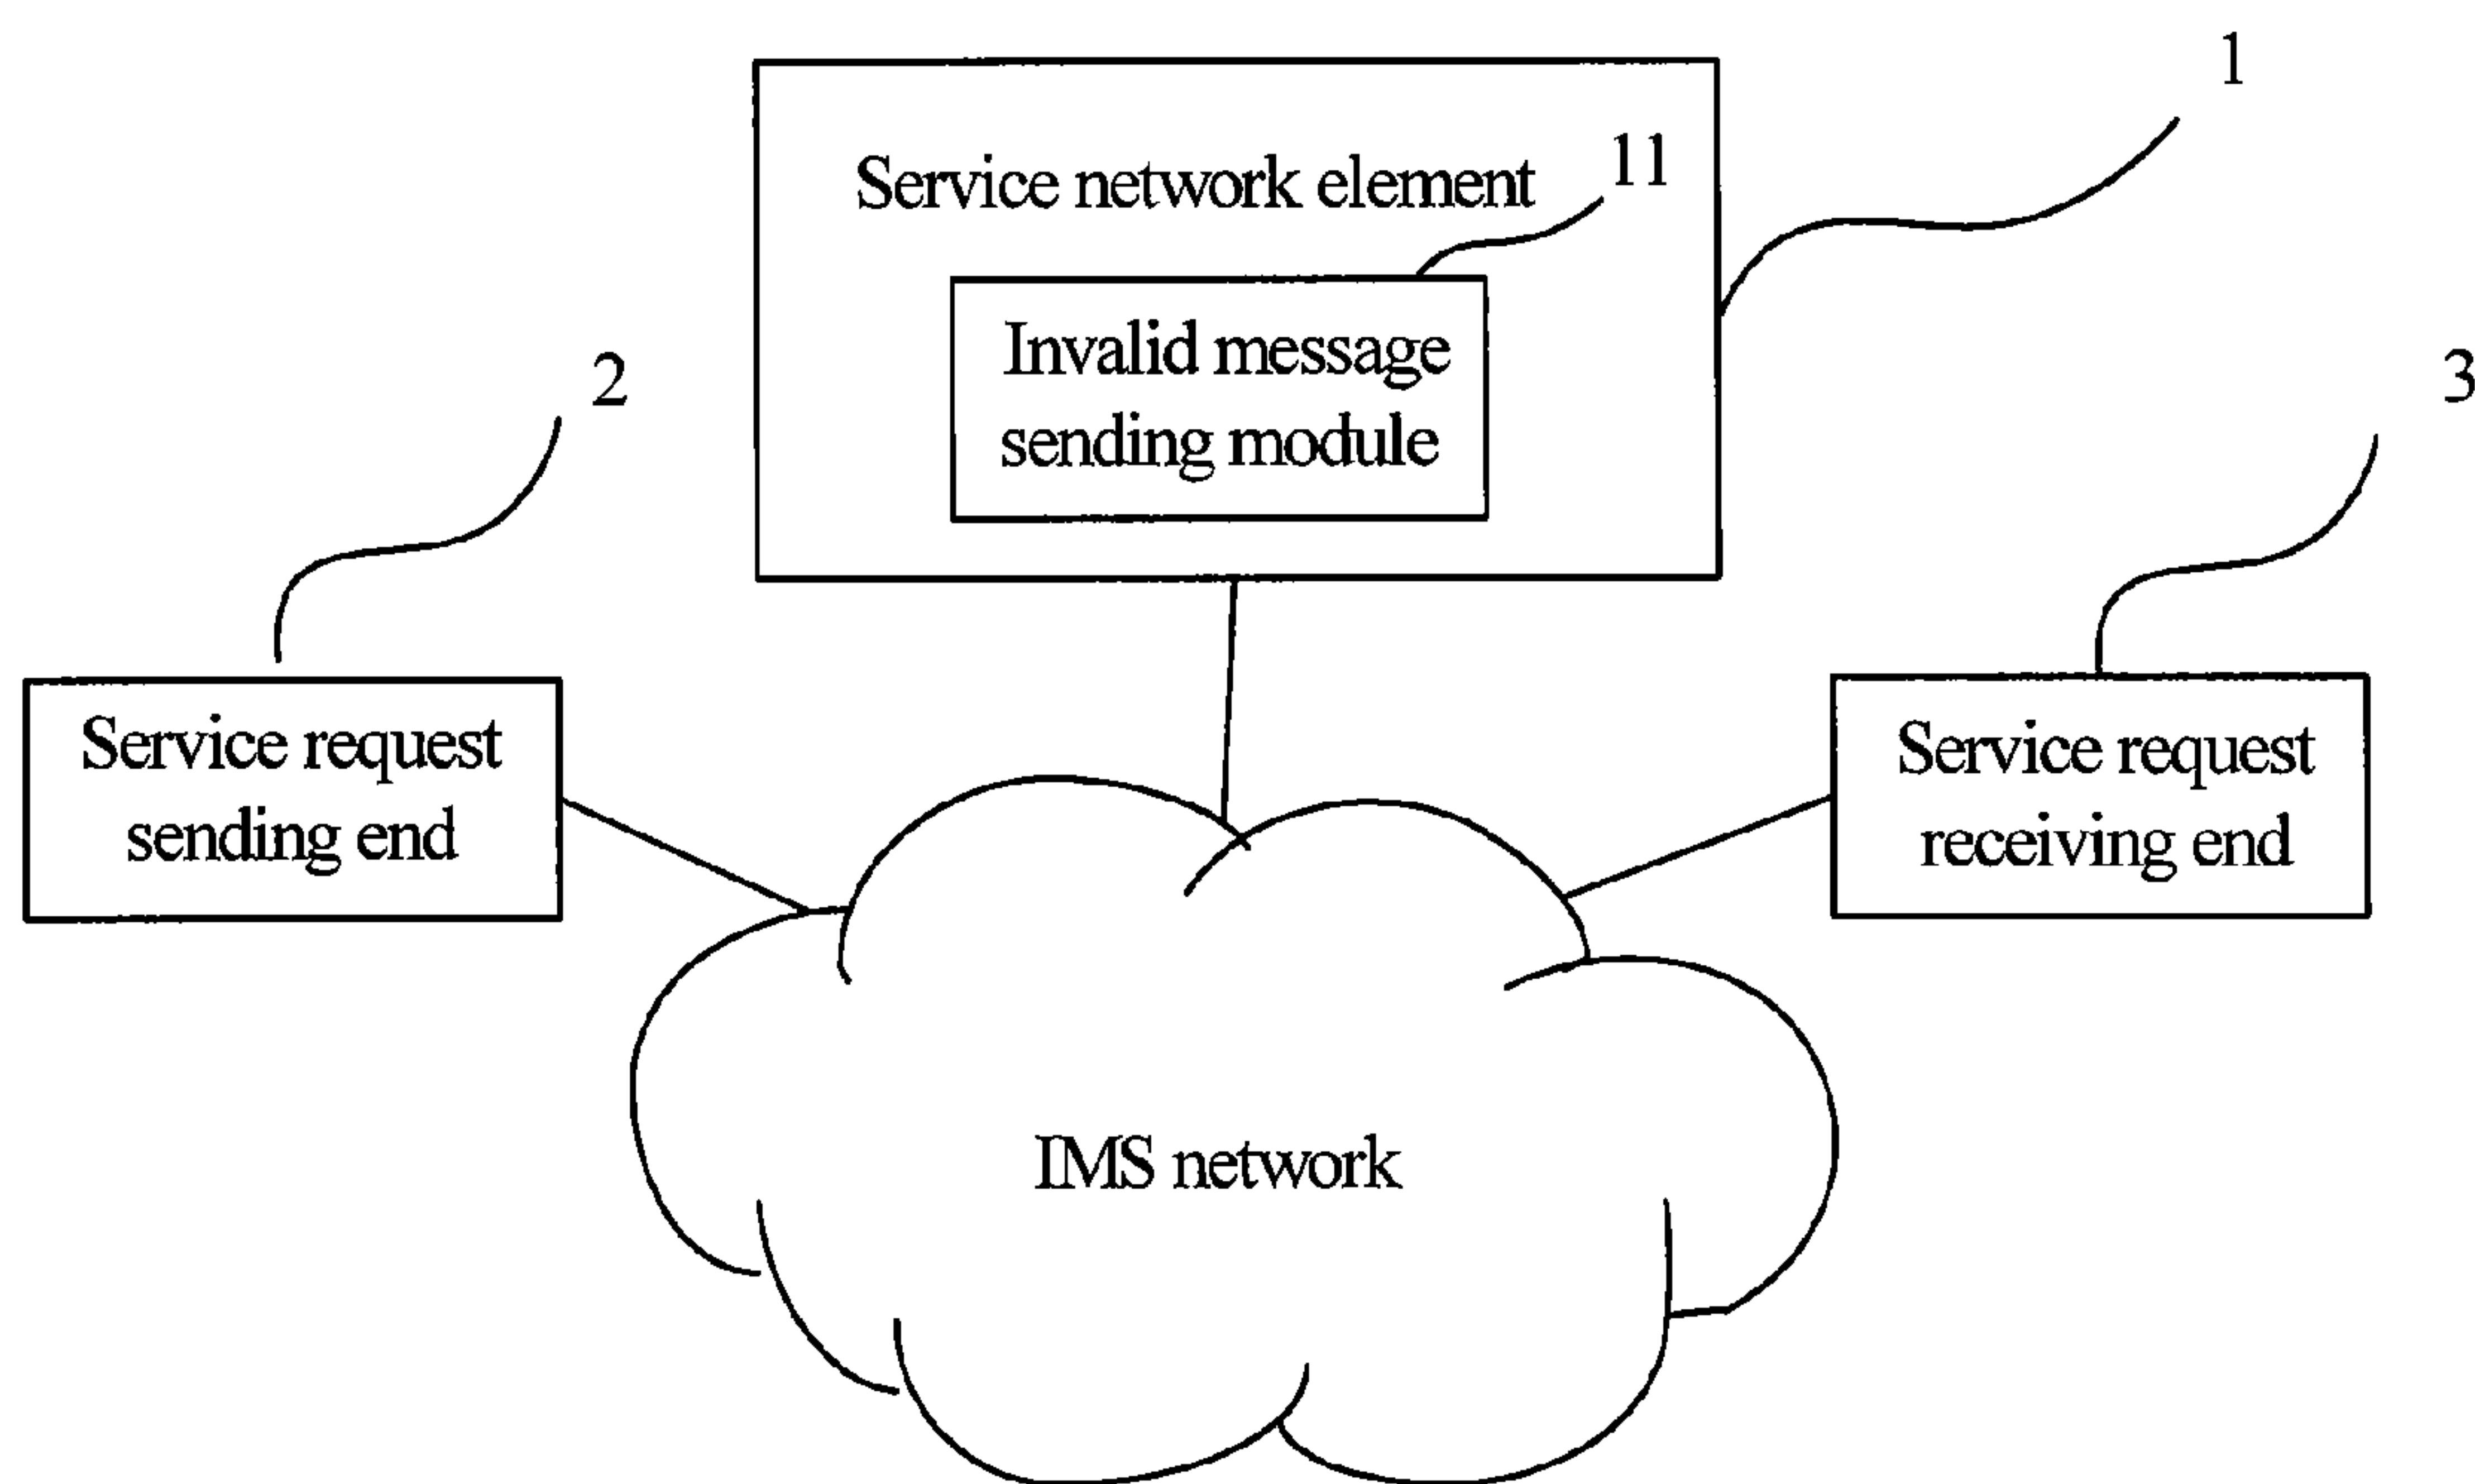 1
Service network element
11
Invalid message
sending module
2
3
Service request
sending end
Service request
receiving end
IMS network